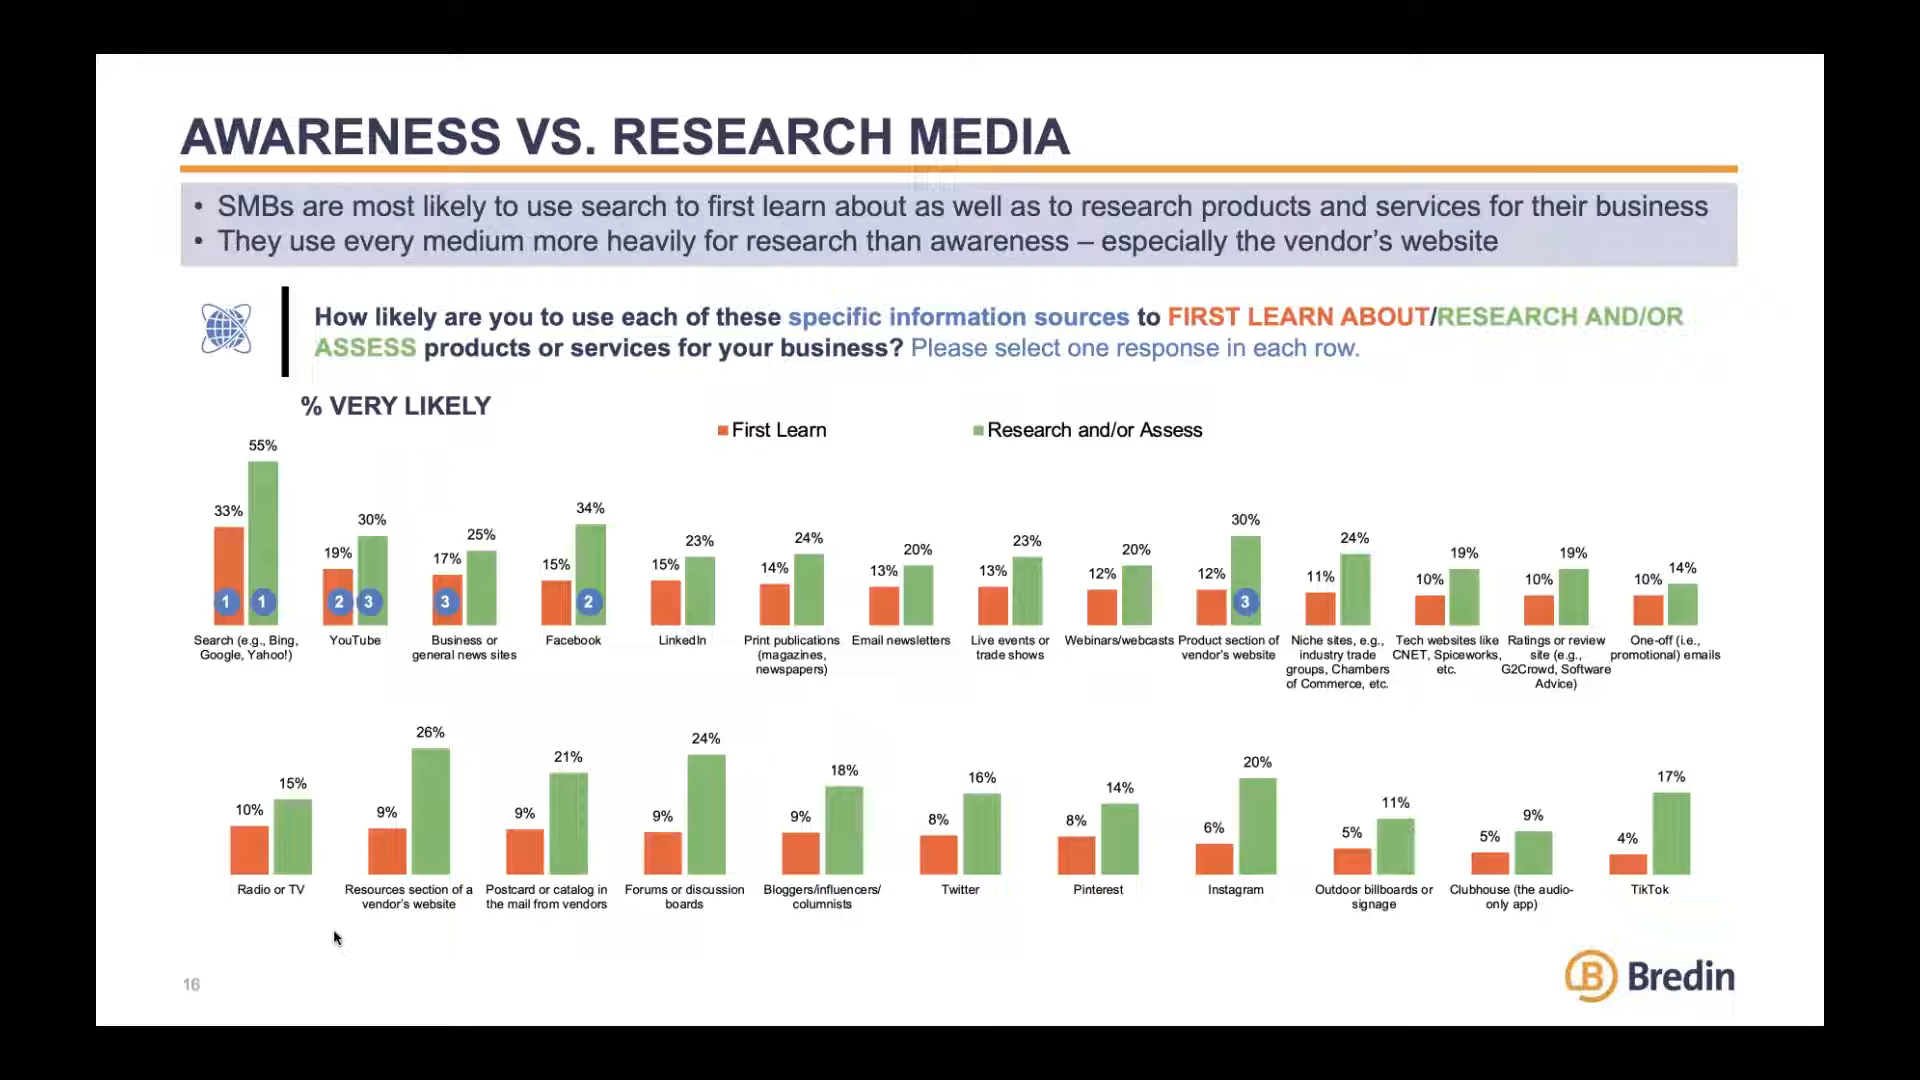 AWARENESS VS. RESEARCH MEDIA
• SMBs are most likely to use search to first learn about as well as to research products and services for their business
• They use every medium more heavily for research than awareness – especially the vendor's website
How likely are you to use each of these specific information sources to FIRST LEARN ABOUT/RESEARCH AND/OR
ASSESS products or services for your business? Please select one response in each row.
% VERY LIKELY
First Learn
Research and/or Assess
33% 55%
19% 30%
17% 25%
15% 34%
15% 23%
14% 24%
13% 20%
13% 23%
12% 20%
12% 30%
11% 24%
10% 19%
10% 19%
10% 14%
1 1 2 3 3 2 3
Search (e.g., Bing,
Google, Yahoo!)
YouTube
Business or
general news sites
Facebook
LinkedIn
Print publications
(magazines,
newspapers)
Email newsletters
Live events or
trade shows
Webinars/webcasts
Product section of
vendor's website
Niche sites, e.g.,
industry trade
groups, Chambers
of Commerce, etc.
Tech websites like
CNET, Spiceworks,
etc.
Ratings or review
site (e.g.,
G2Crowd, Software
Advice)
One-off (i.e.,
promotional) emails
10% 15%
9% 26%
9% 21%
9% 24%
9% 18%
8% 16%
8% 14%
6% 20%
5% 11%
5% 9%
4% 17%
Radio or TV
Resources section of a
vendor's website
Postcard or catalog in
the mail from vendors
Forums or discussion
boards
Bloggers/influencers/
columnists
Twitter
Pinterest
Instagram
Outdoor billboards or
signage
Clubhouse (the audio-
only app)
TikTok
16
B Bredin